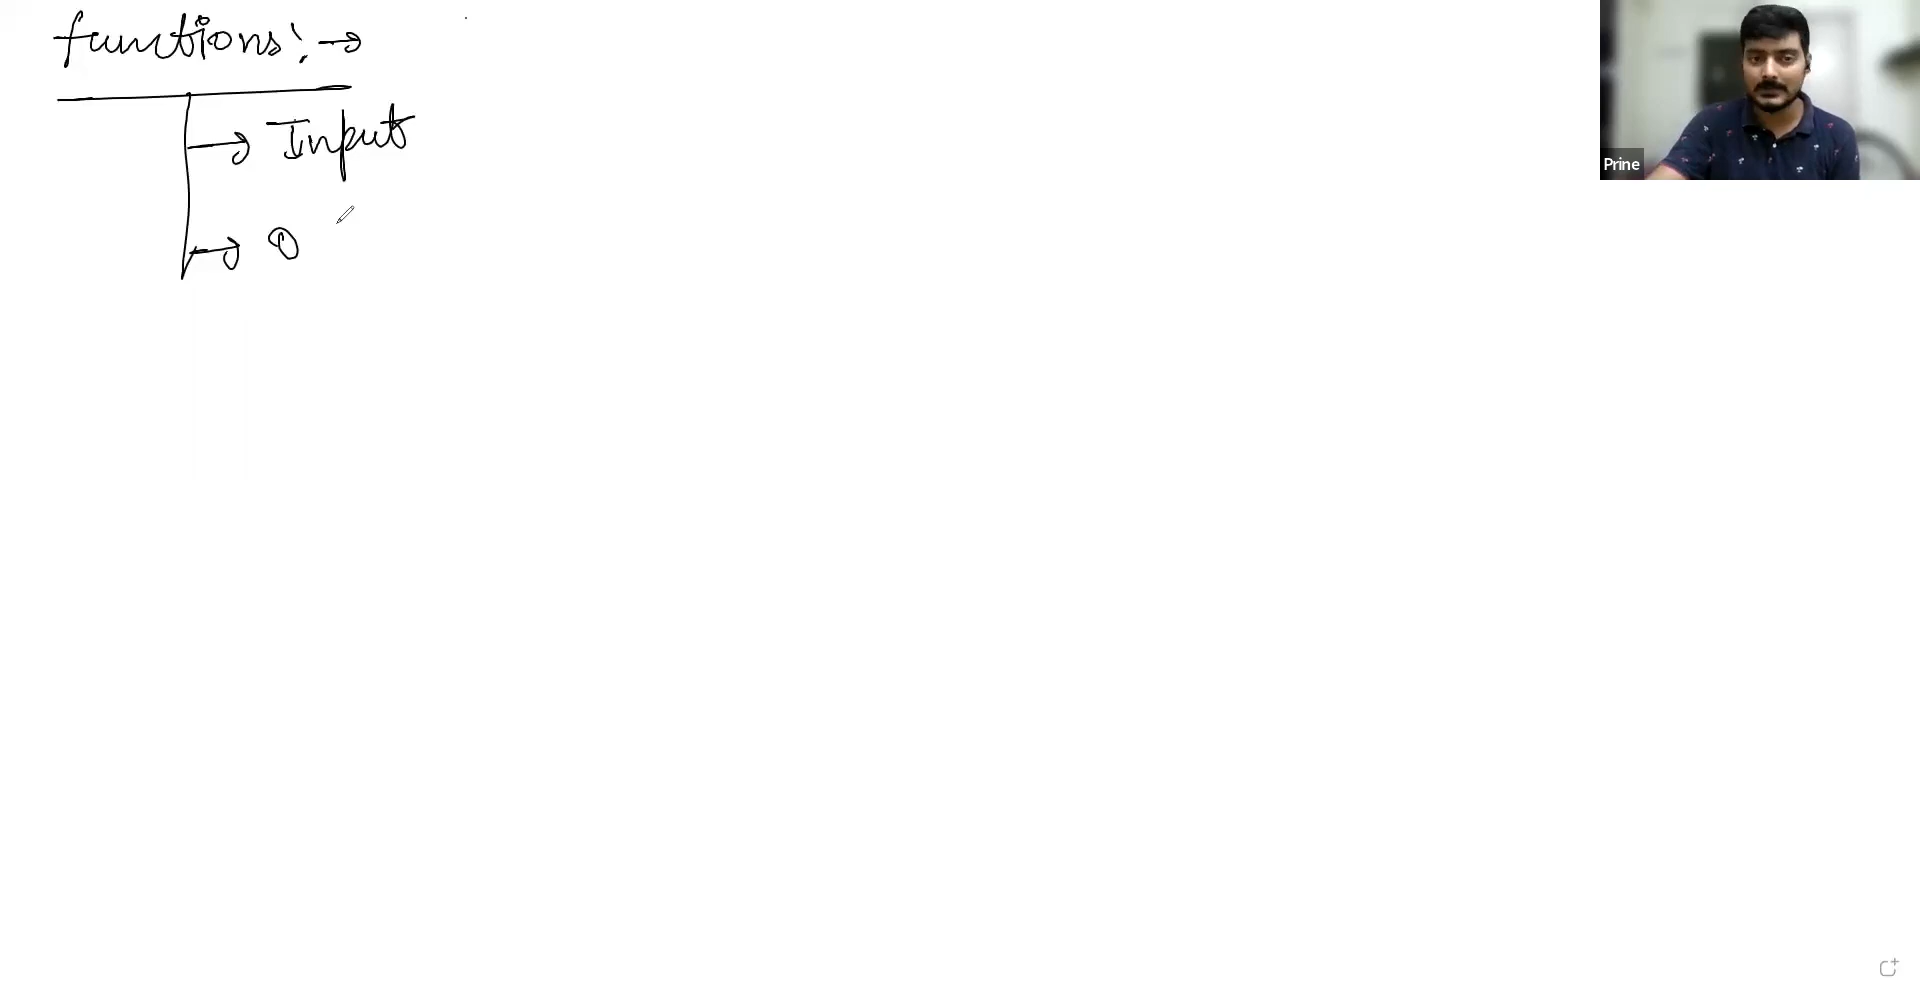 functions: →
→ Input
→ O
Prine